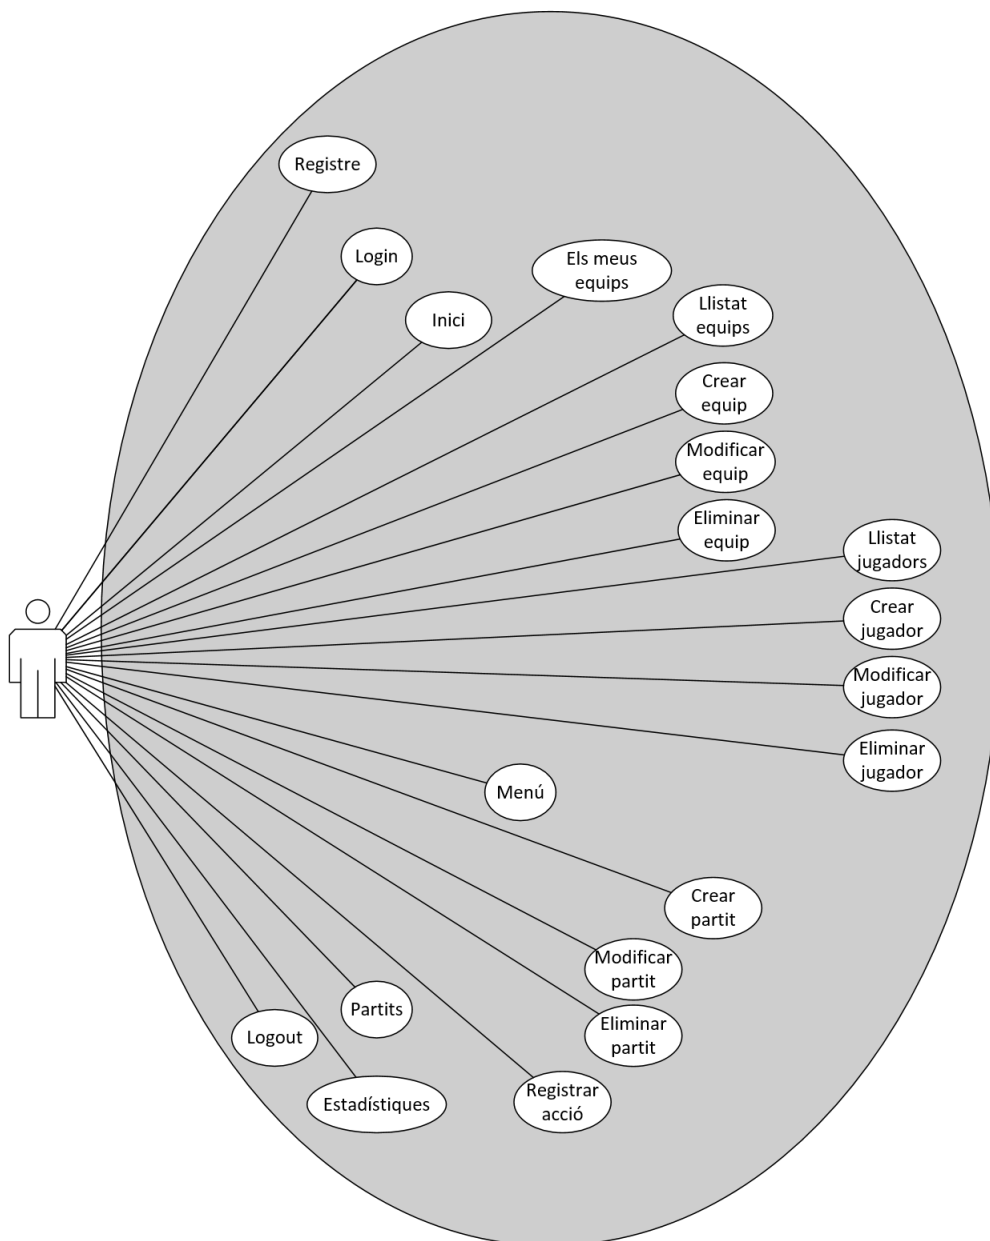 Registre
Login
Els meus
equips
Inici
Llistat
equips
Crear
equip
Modificar
equip
Eliminar
equip
Llistat
jugadors
Crear
jugador
Modificar
jugador
Eliminar
jugador
Menú
Crear
partit
Modificar
partit
Eliminar
partit
Partits
Logout
Estadístiques
Registrar
acció